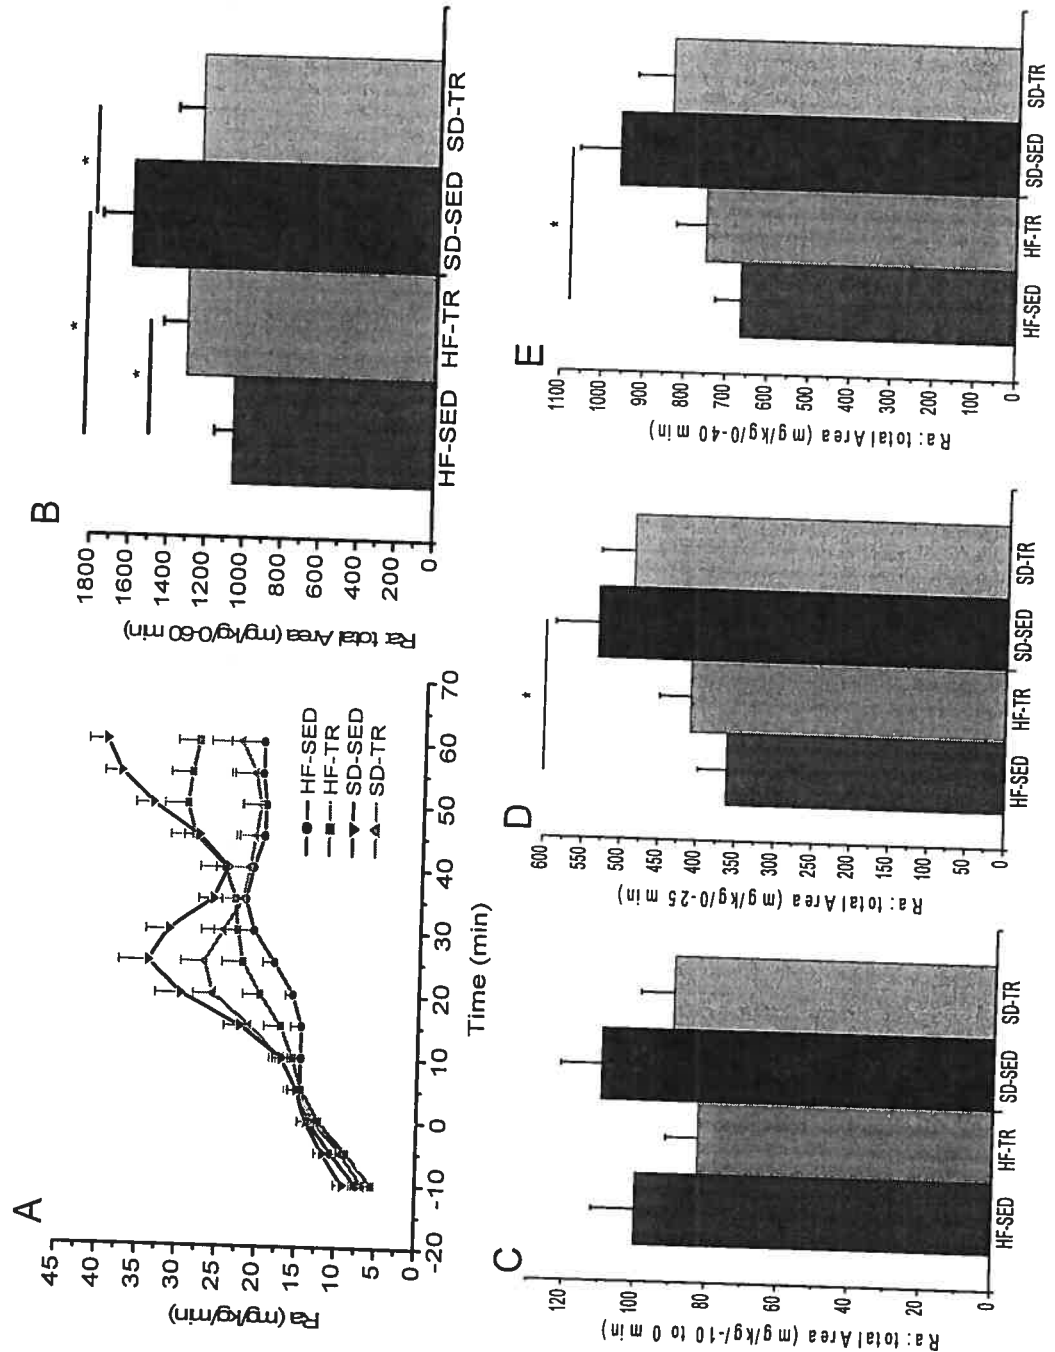 A
Ra (mg/kg/min)
45
40
35
30
25
20
15
10
5
0
-20
-10
0
10
20
30
40
50
60
70
Time (min)
HF-SED
HF-TR
SD-SED
SD-TR
B
Ra: total Area (mg/kg/0-60 min)
1800
1600
1400
1200
1000
800
600
400
200
0
*
*
*
HF-SED
HF-TR
SD-SED
SD-TR
C
Ra: total Area (mg/kg/-10 to 0 min)
120
100
80
60
40
20
0
HF-SED
HF-TR
SD-SED
SD-TR
D
Ra: total Area (mg/kg/0-25 min)
600
550
500
450
400
350
300
250
200
150
100
50
0
*
HF-SED
HF-TR
SD-SED
SD-TR
E
Ra: total Area (mg/kg/0-40 min)
1100
1000
900
800
700
600
500
400
300
200
100
0
*
HF-SED
HF-TR
SD-SED
SD-TR